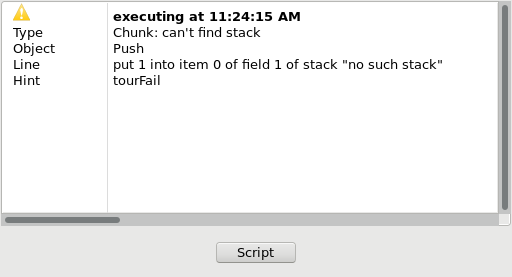 executing at 11:24:15 AM
Type Chunk: can't find stack
Object Push
Line put 1 into item 0 of field 1 of stack "no such stack"
Hint tourFail
Script